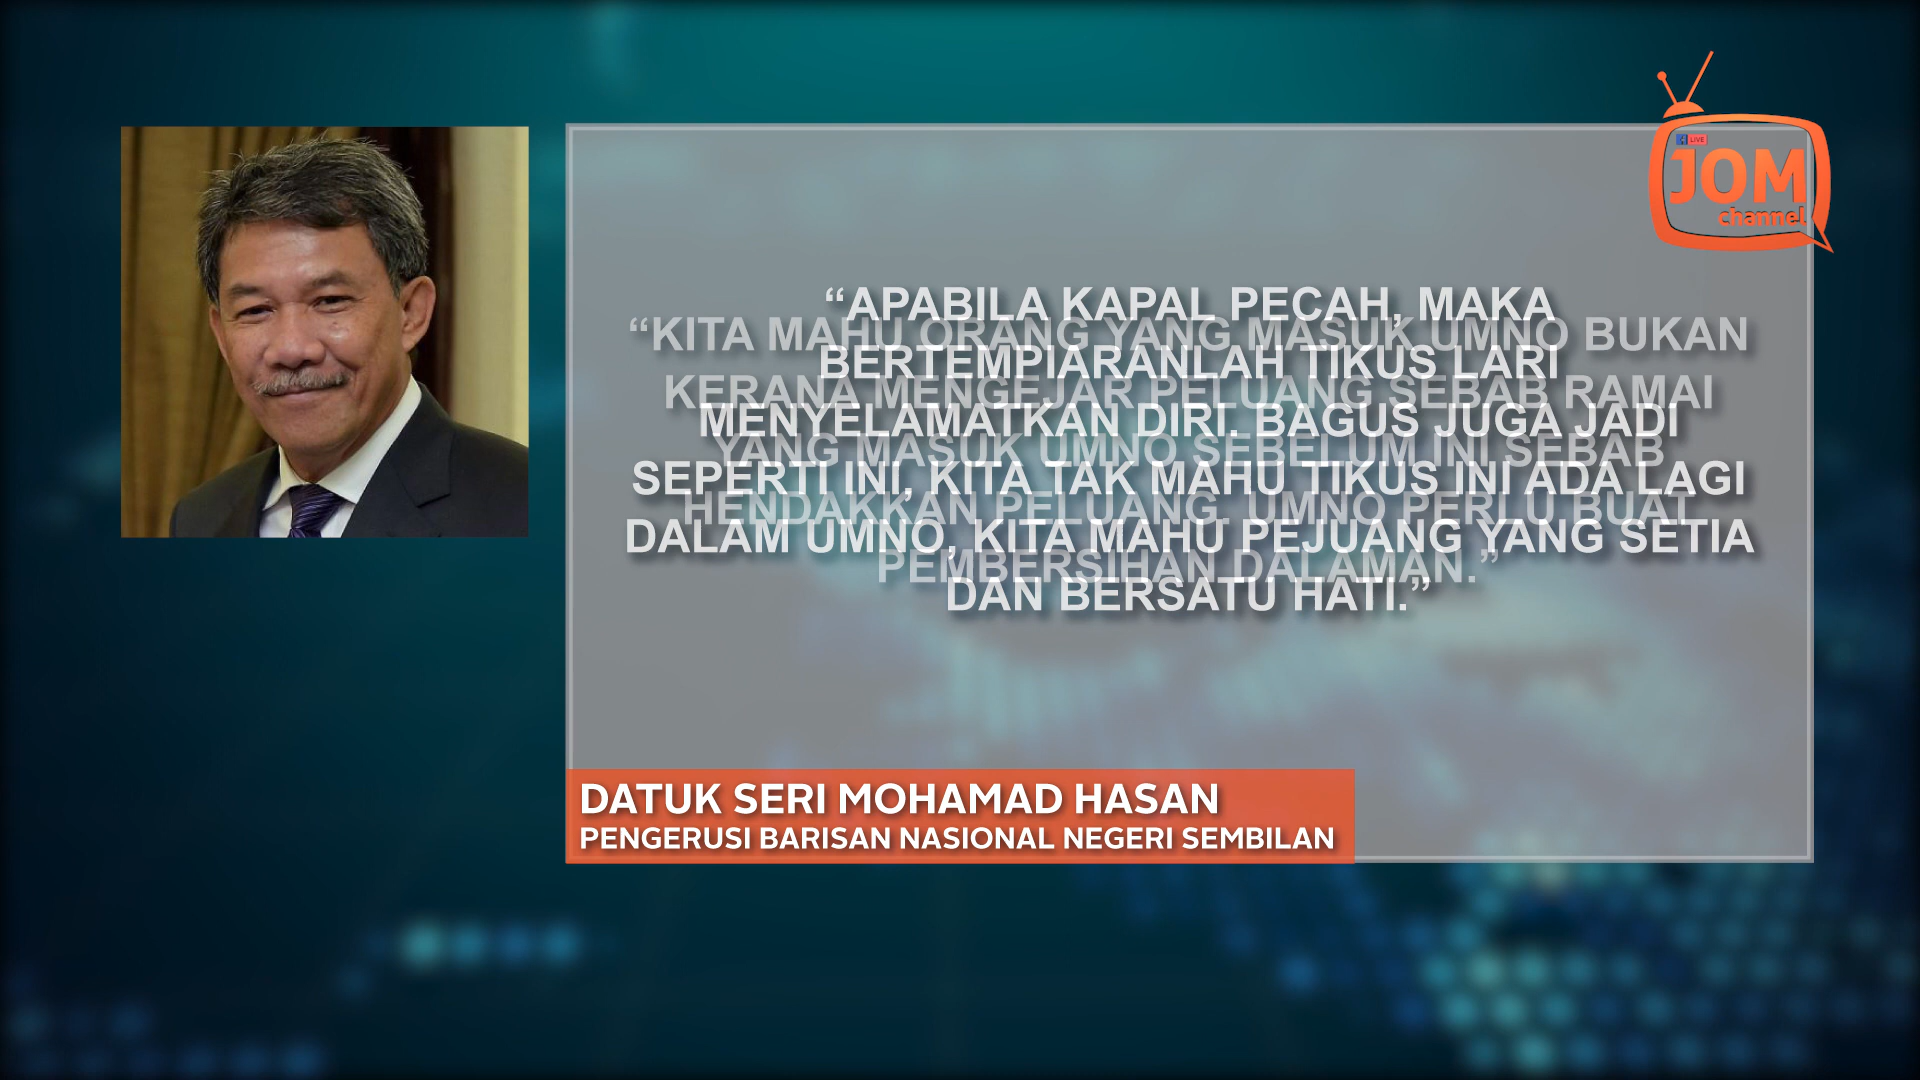 LIVE
JOM
channel
“APABILA KAPAL PECAH, MAKA
BERTEMPIARANLAH TIKUS LARI
MENYELAMATKAN DIRI. BAGUS JUGA JADI
SEPERTI INI, KITA TAK MAHU TIKUS INI ADA LAGI
DALAM UMNO, KITA MAHU PEJUANG YANG SETIA
DAN BERSATU HATI.”
“KITA MAHU ORANG YANG MASUK UMNO BUKAN
KERANA MENGEJAR PELUANG SEBAB RAMAI
YANG MASUK UMNO SEBELUM INI SEBAB
HENDAKKAN PELUANG. UMNO PERLU BUAT
PEMBERSIHAN DALAMAN.”
DATUK SERI MOHAMAD HASAN
PENGERUSI BARISAN NASIONAL NEGERI SEMBILAN